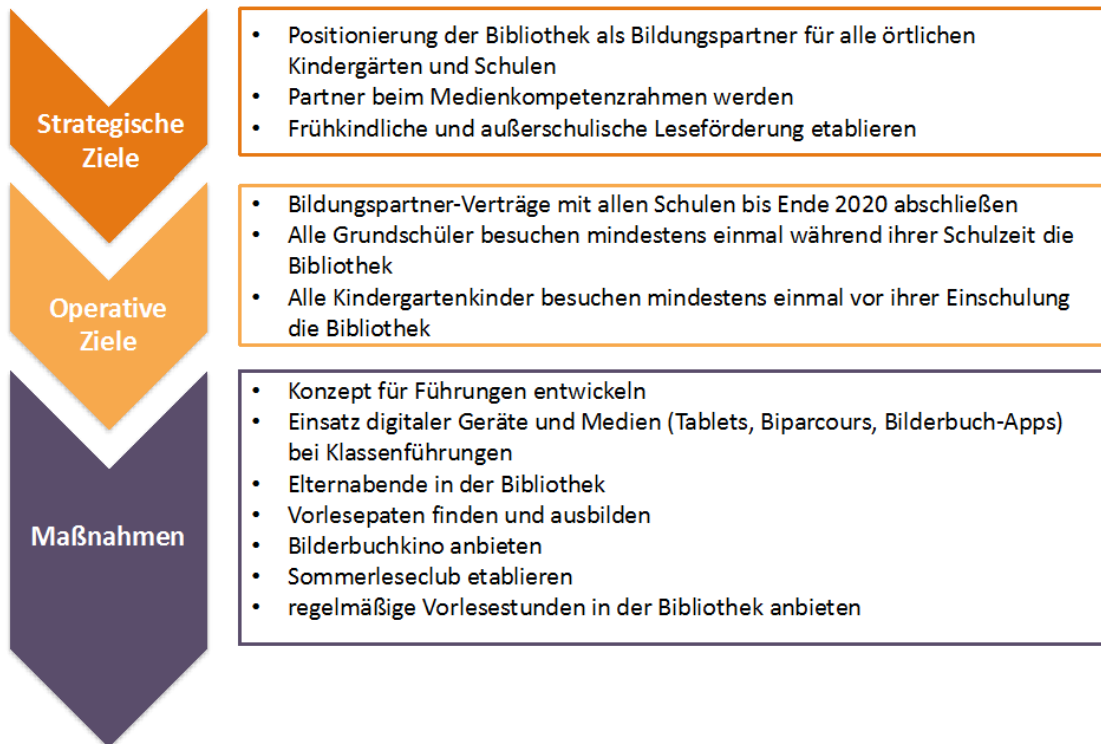 Strategische
Ziele
• Positionierung der Bibliothek als Bildungspartner für alle örtlichen
Kindergärten und Schulen
• Partner beim Medienkompetenzrahmen werden
• Frühkindliche und außerschulische Leseförderung etablieren
Operative
Ziele
• Bildungspartner-Verträge mit allen Schulen bis Ende 2020 abschließen
• Alle Grundschüler besuchen mindestens einmal während ihrer Schulzeit die
Bibliothek
• Alle Kindergartenkinder besuchen mindestens einmal vor ihrer Einschulung
die Bibliothek
Maßnahmen
• Konzept für Führungen entwickeln
• Einsatz digitaler Geräte und Medien (Tablets, Biparcours, Bilderbuch-Apps)
bei Klassenführungen
• Elternabende in der Bibliothek
• Vorlesepaten finden und ausbilden
• Bilderbuchkino anbieten
• Sommerleseclub etablieren
• regelmäßige Vorlesestunden in der Bibliothek anbieten